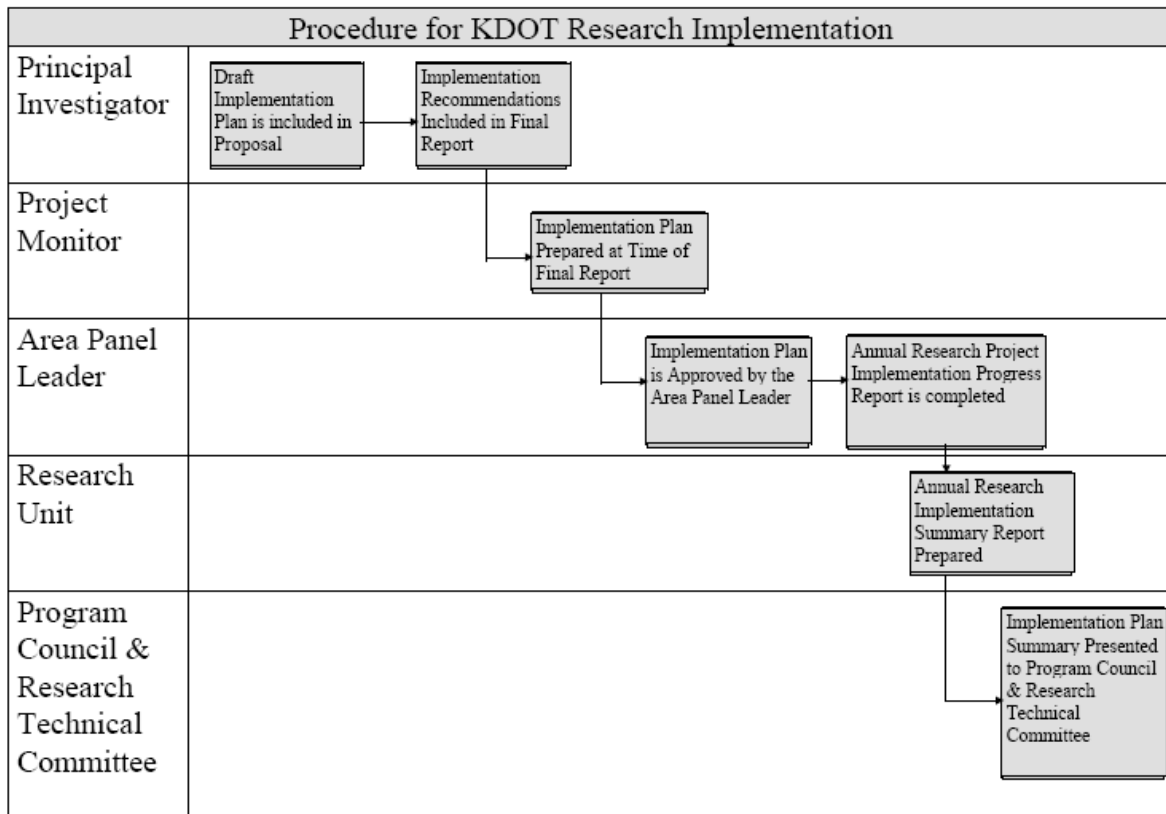 Procedure for KDOT Research Implementation
Principal
Investigator
Draft
Implementation
Plan is included in
Proposal
Implementation
Recommendations
Included in Final
Report
Project
Monitor
Implementation Plan
Prepared at Time of
Final Report
Area Panel
Leader
Implementation Plan
is Approved by the
Area Panel Leader
Annual Research Project
Implementation Progress
Report is completed
Research
Unit
Annual Research
Implementation
Summary Report
Prepared
Program
Council &
Research
Technical
Committee
Implementation Plan
Summary Presented
to Program Council
& Research
Technical
Committee